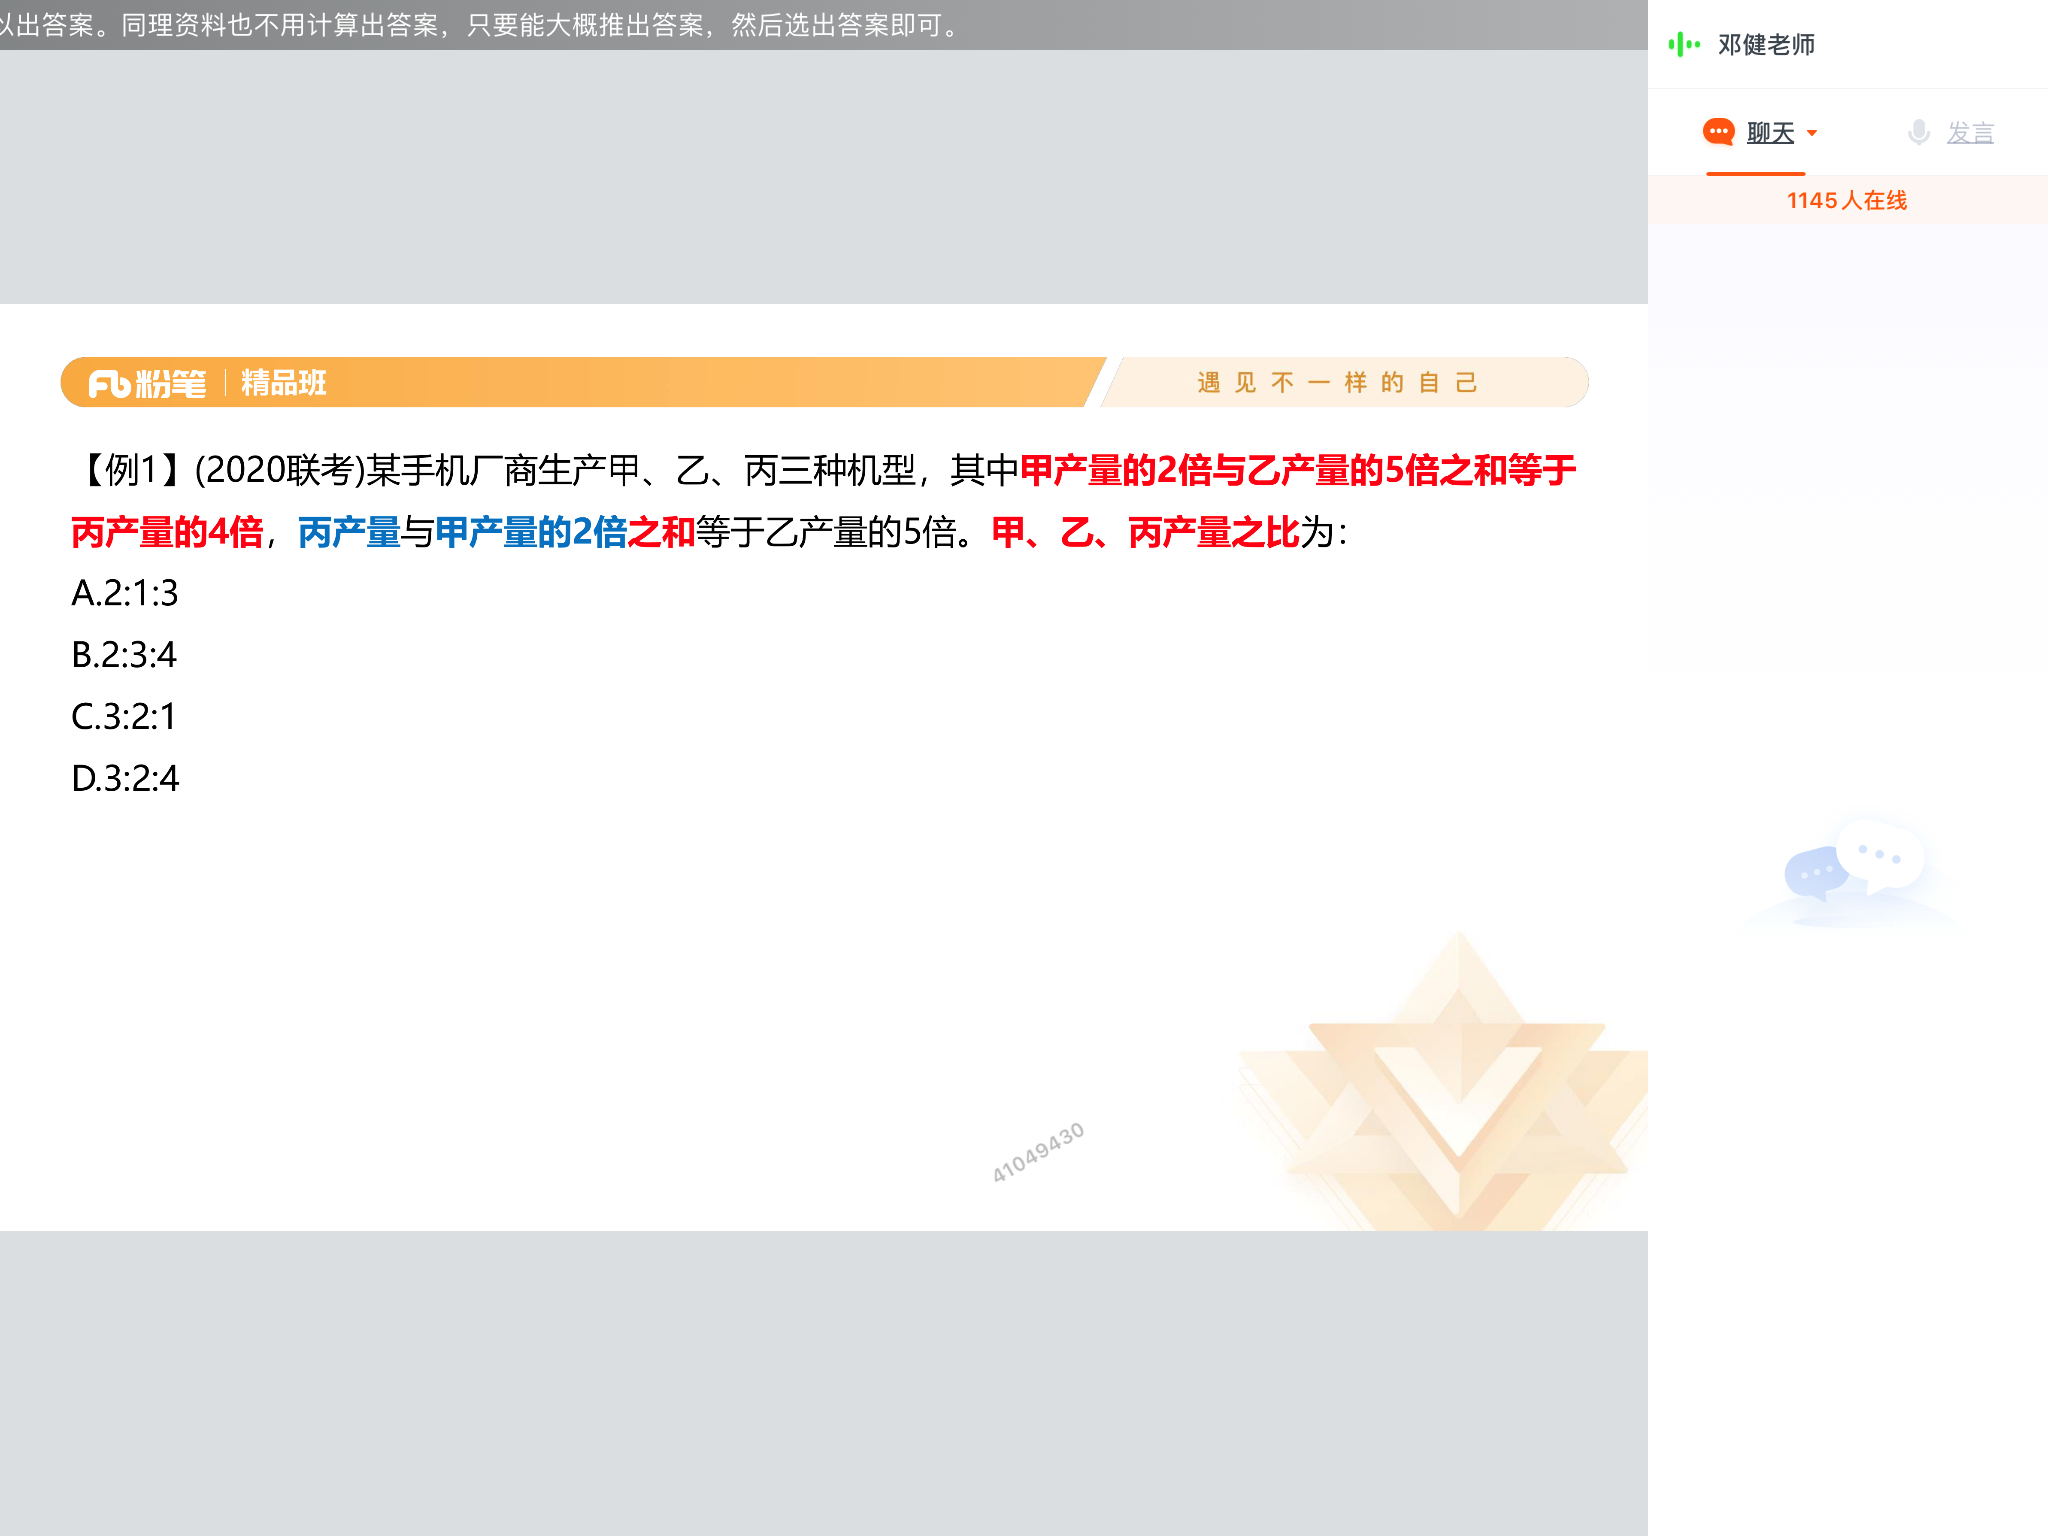 以出答案。同理资料也不用计算出答案，只要能大概推出答案，然后选出答案即可。
邓健老师
聊天
发言
1145人在线
Fb粉笔 | 精品班
遇见不一样的自己
【例1】(2020联考)某手机厂商生产甲、乙、丙三种机型，其中甲产量的2倍与乙产量的5倍之和等于
丙产量的4倍，丙产量与甲产量的2倍之和等于乙产量的5倍。甲、乙、丙产量之比为：
A.2:1:3
B.2:3:4
C.3:2:1
D.3:2:4
41049430